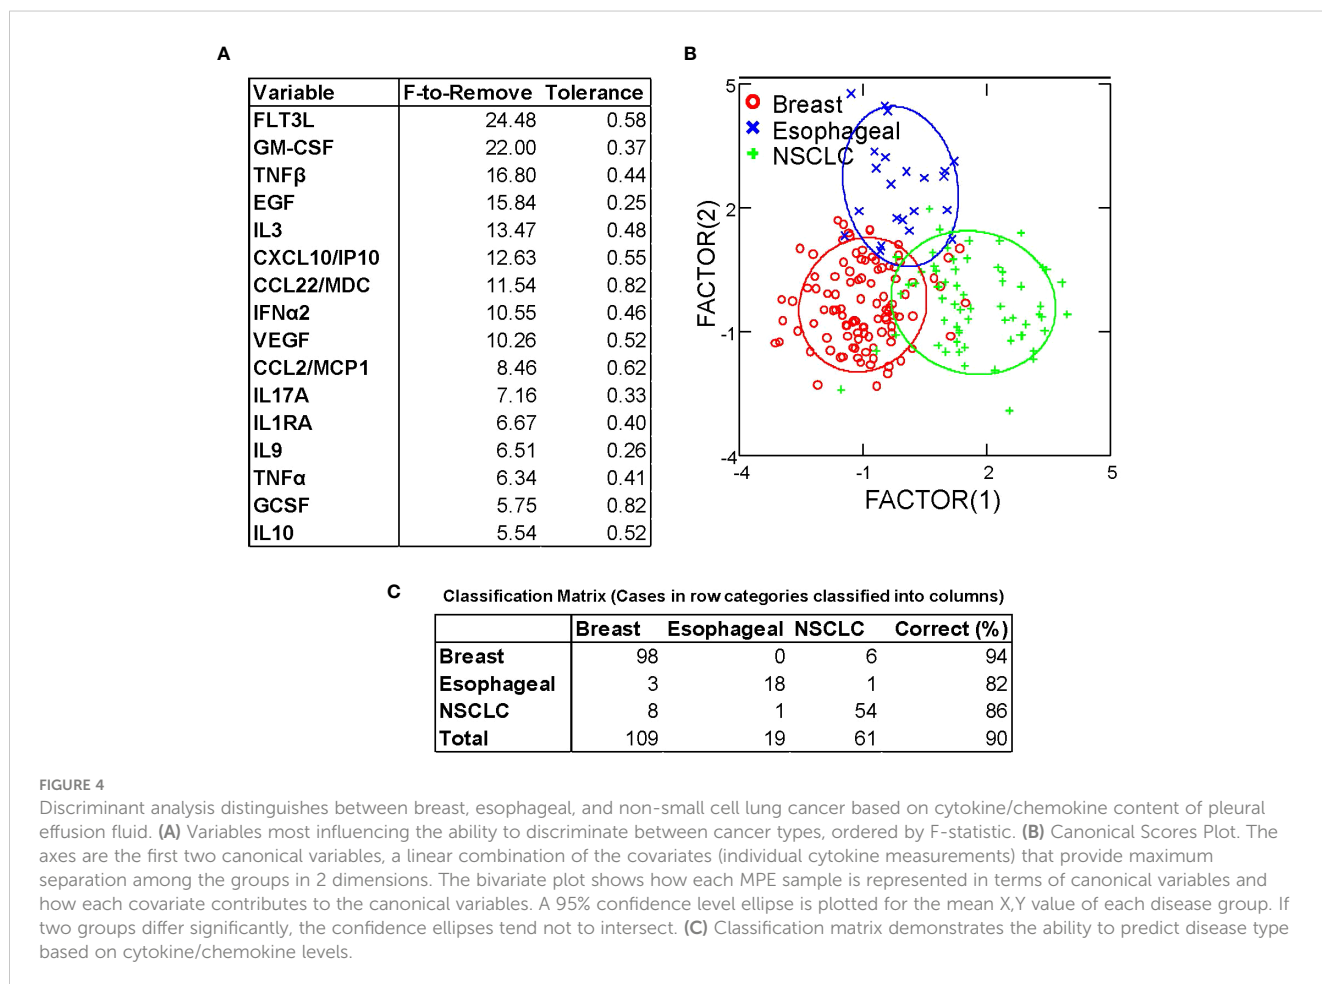 A
Variable F-to-Remove Tolerance
FLT3L 24.48 0.58
GM-CSF 22.00 0.37
TNFβ 16.80 0.44
EGF 15.84 0.25
IL3 13.47 0.48
CXCL10/IP10 12.63 0.55
CCL22/MDC 11.54 0.82
IFNα2 10.55 0.46
VEGF 10.26 0.52
CCL2/MCP1 8.46 0.62
IL17A 7.16 0.33
IL1RA 6.67 0.40
IL9 6.51 0.26
TNFα 6.34 0.41
GCSF 5.75 0.82
IL10 5.54 0.52
B
5
Breast
Esophageal
NSCLC
2
FACTOR(2)
-1
-4
-4 -1 2 5
FACTOR(1)
C
Classification Matrix (Cases in row categories classified into columns)
Breast Esophageal NSCLC Correct (%)
Breast 98 0 6 94
Esophageal 3 18 1 82
NSCLC 8 1 54 86
Total 109 19 61 90
FIGURE 4
Discriminant analysis distinguishes between breast, esophageal, and non-small cell lung cancer based on cytokine/chemokine content of pleural
effusion fluid. (A) Variables most influencing the ability to discriminate between cancer types, ordered by F-statistic. (B) Canonical Scores Plot. The
axes are the first two canonical variables, a linear combination of the covariates (individual cytokine measurements) that provide maximum
separation among the groups in 2 dimensions. The bivariate plot shows how each MPE sample is represented in terms of canonical variables and
how each covariate contributes to the canonical variables. A 95% confidence level ellipse is plotted for the mean X,Y value of each disease group. If
two groups differ significantly, the confidence ellipses tend not to intersect. (C) Classification matrix demonstrates the ability to predict disease type
based on cytokine/chemokine levels.